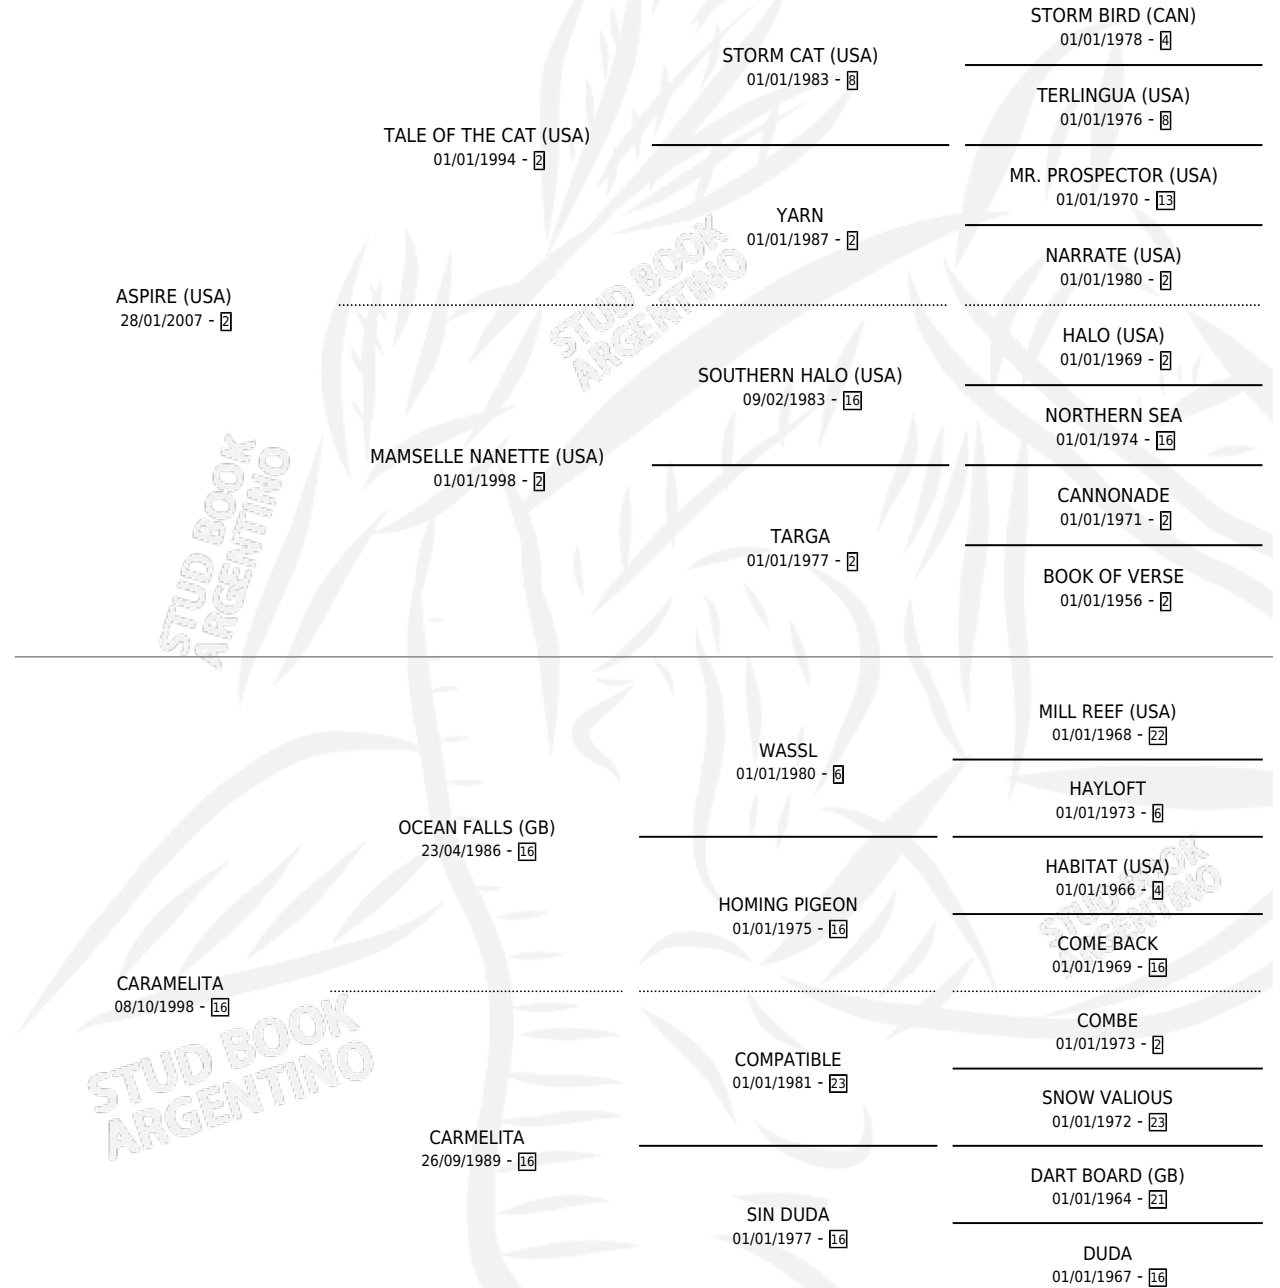 STORM BIRD (CAN)
01/01/1978 - 4
STORM CAT (USA)
01/01/1983 - 8
TERLINGUA (USA)
01/01/1976 - 8
TALE OF THE CAT (USA)
01/01/1994 - 2
MR. PROSPECTOR (USA)
01/01/1970 - 13
YARN
01/01/1987 - 2
NARRATE (USA)
01/01/1980 - 2
ASPIRE (USA)
28/01/2007 - 2
HALO (USA)
01/01/1969 - 2
SOUTHERN HALO (USA)
09/02/1983 - 16
NORTHERN SEA
01/01/1974 - 16
MAMSELLE NANETTE (USA)
01/01/1998 - 2
CANNONADE
01/01/1971 - 2
TARGA
01/01/1977 - 2
BOOK OF VERSE
01/01/1956 - 2
MILL REEF (USA)
01/01/1968 - 22
WASSL
01/01/1980 - 6
HAYLOFT
01/01/1973 - 6
OCEAN FALLS (GB)
23/04/1986 - 16
HABITAT (USA)
01/01/1966 - 4
HOMING PIGEON
01/01/1975 - 16
COME BACK
01/01/1969 - 16
CARAMELITA
08/10/1998 - 16
COMBE
01/01/1973 - 2
COMPATIBLE
01/01/1981 - 23
SNOW VALIOUS
01/01/1972 - 23
CARMELITA
26/09/1989 - 16
DART BOARD (GB)
01/01/1964 - 21
SIN DUDA
01/01/1977 - 16
DUDA
01/01/1967 - 16
STUD BOOK
ARGENTINO
STUD BOOK
ARGENTINO
STUD BOOK
ARGENTINO
STUD BOOK
ARGENTINO